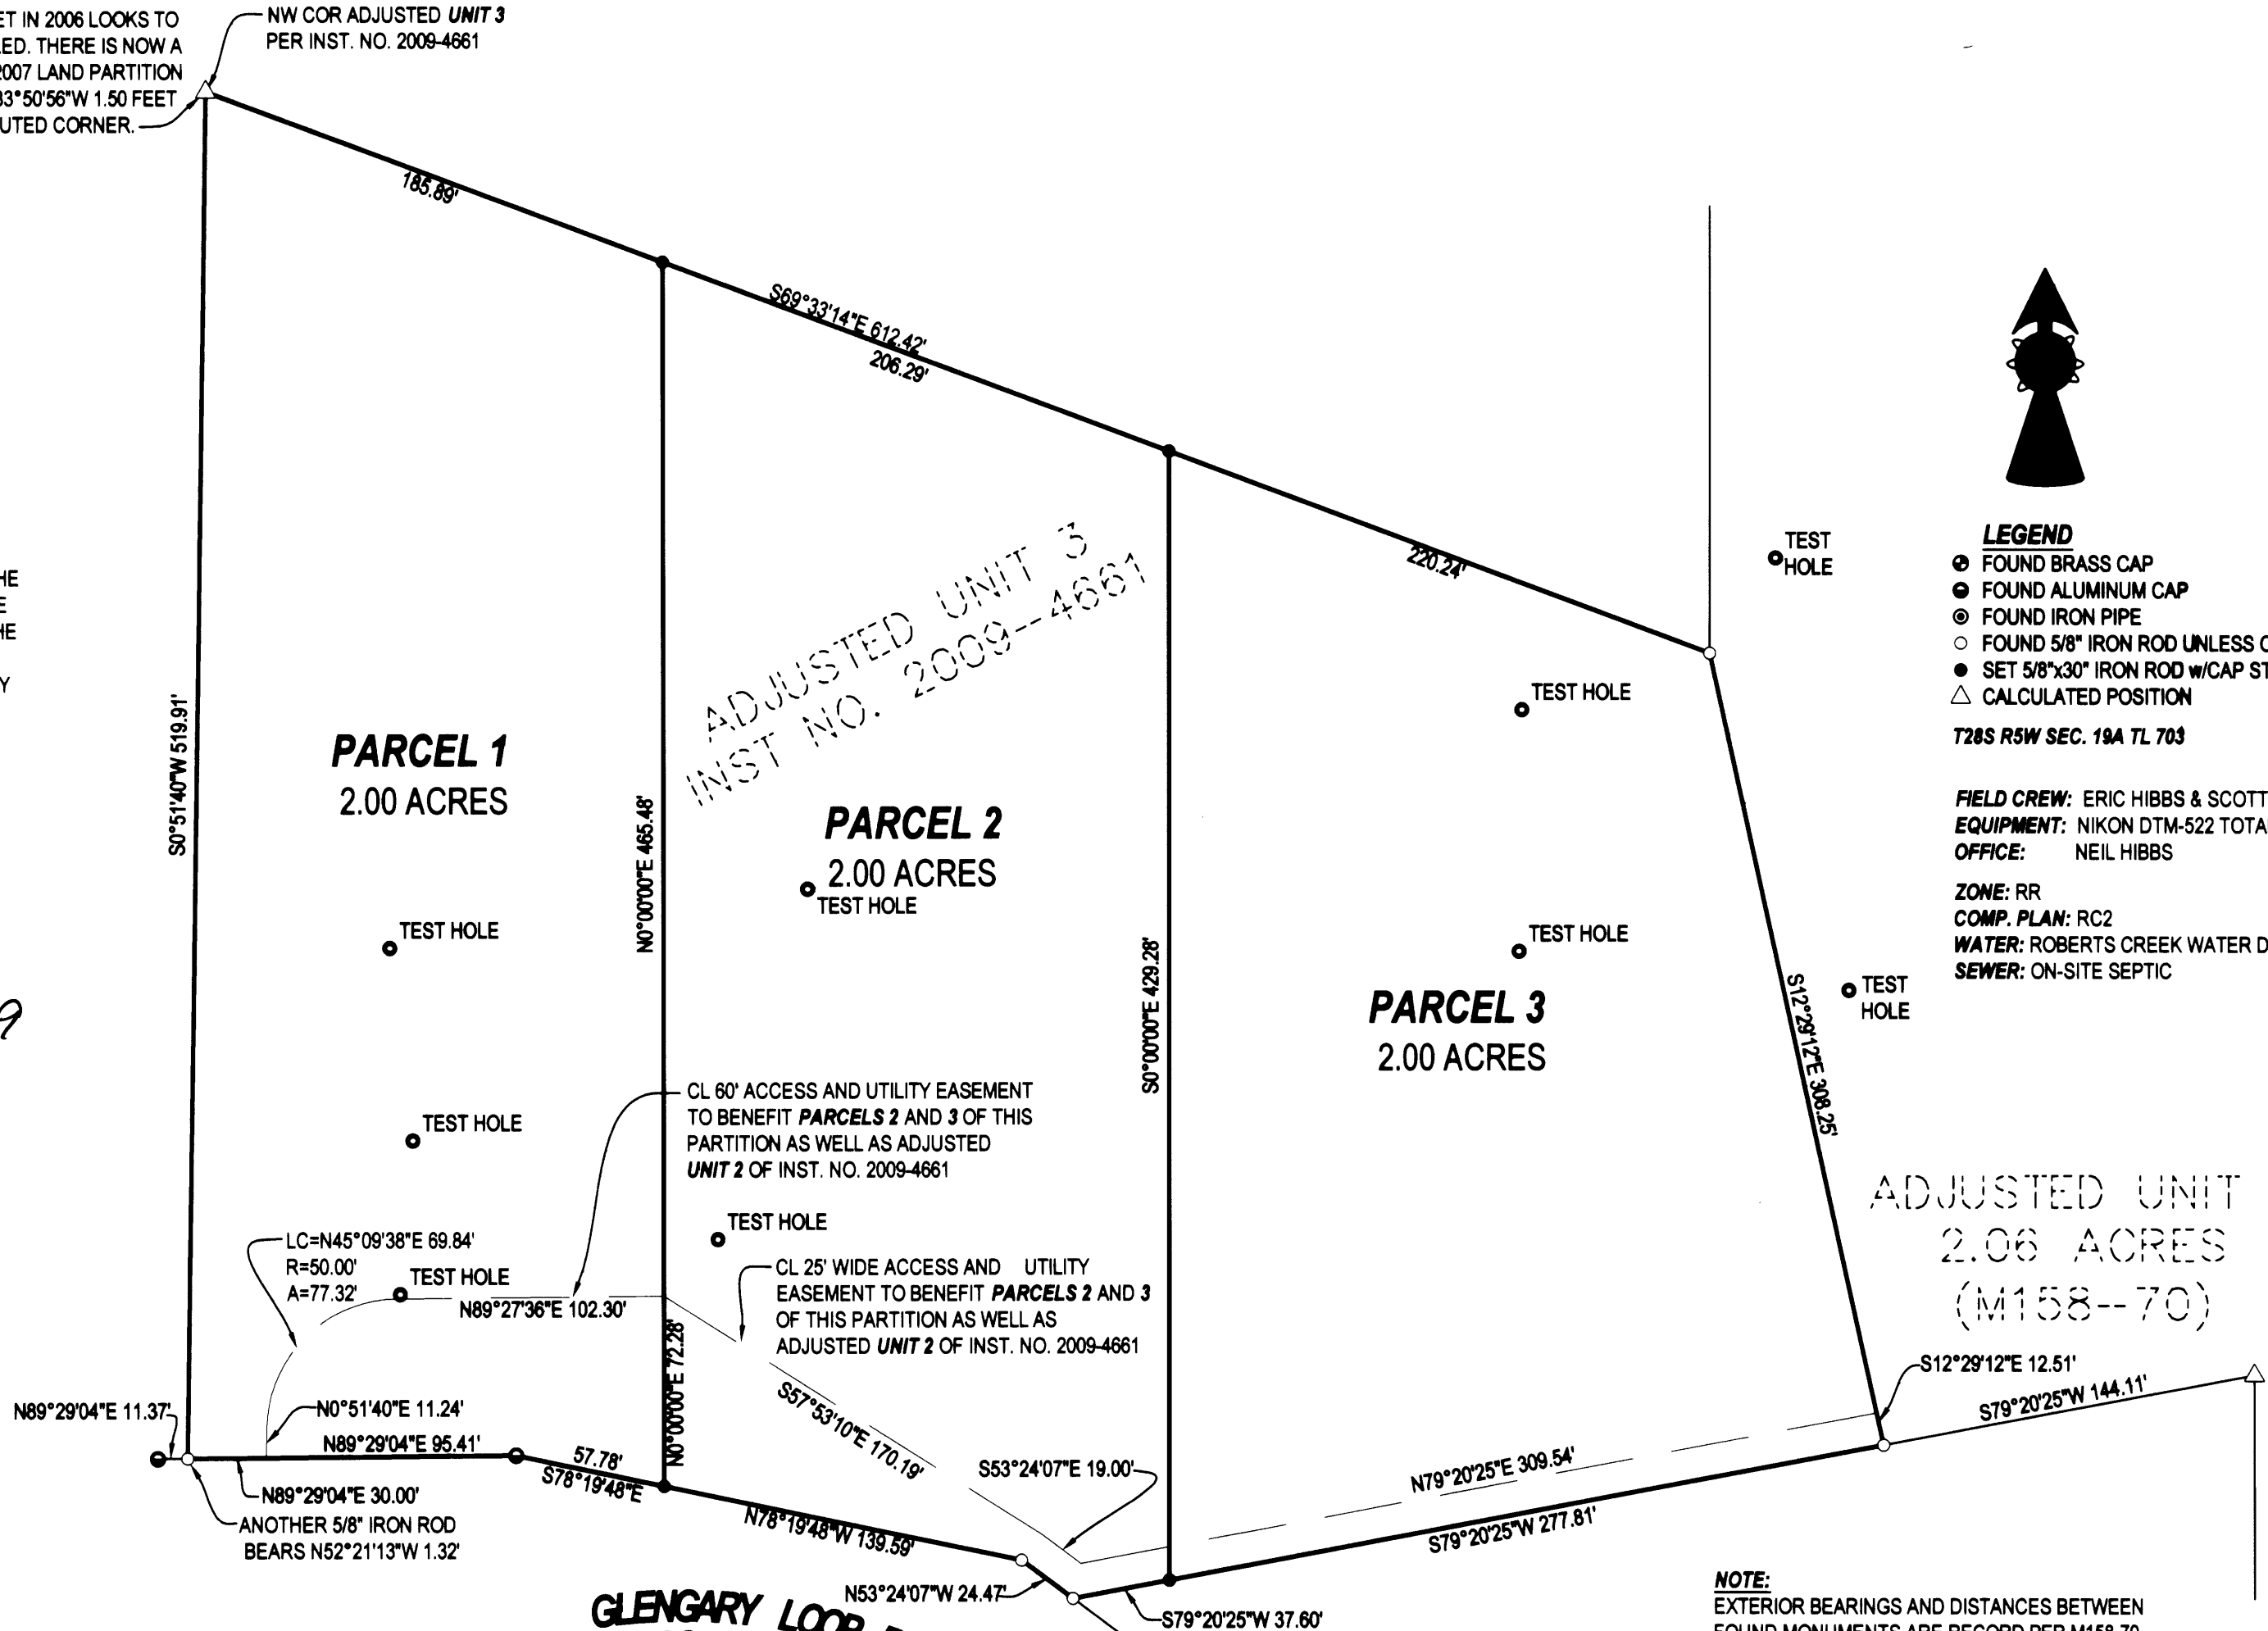 ET IN 2006 LOOKS TO
ED. THERE IS NOW A
2007 LAND PARTITION
33°50'56"W 1.50 FEET
UTED CORNER.
NW COR ADJUSTED UNIT 3
PER INST. NO. 2009-4661
185.89'
S69°33'14"E 612.42'
206.29'
220.24'
TEST
HOLE
LEGEND
FOUND BRASS CAP
FOUND ALUMINUM CAP
FOUND IRON PIPE
FOUND 5/8" IRON ROD UNLESS
SET 5/8"x30" IRON ROD w/CAP ST
CALCULATED POSITION
T28S R5W SEC. 19A TL 703
FIELD CREW: ERIC HIBBS & SCOTT
EQUIPMENT: NIKON DTM-522 TOTA
OFFICE: NEIL HIBBS
ZONE: RR
COMP. PLAN: RC2
WATER: ROBERTS CREEK WATER D
SEWER: ON-SITE SEPTIC
HE
E
HE
Y
9
S0°51'40"W 519.91'
PARCEL 1
2.00 ACRES
TEST HOLE
TEST HOLE
N0°00'00"E 465.48'
ADJUSTED UNIT 3
INST NO. 2009-4661
PARCEL 2
2.00 ACRES
TEST HOLE
S0°00'00"E 429.28'
TEST HOLE
TEST HOLE
PARCEL 3
2.00 ACRES
S12°29'12"E 308.25'
TEST
HOLE
CL 60' ACCESS AND UTILITY EASEMENT
TO BENEFIT PARCELS 2 AND 3 OF THIS
PARTITION AS WELL AS ADJUSTED
UNIT 2 OF INST. NO. 2009-4661
TEST HOLE
CL 25' WIDE ACCESS AND UTILITY
EASEMENT TO BENEFIT PARCELS 2 AND 3
OF THIS PARTITION AS WELL AS
ADJUSTED UNIT 2 OF INST. NO. 2009-4661
LC=N45°09'38"E 69.84'
R=50.00'
A=77.32'
TEST HOLE
N89°27'36"E 102.30'
N0°00'00"E 72.28'
S57°53'10"E 170.19'
ADJUSTED UNIT
2.06 ACRES
(M158--70)
S12°29'12"E 12.51'
S79°20'25"W 144.11'
N89°29'04"E 11.37'
N0°51'40"E 11.24'
N89°29'04"E 95.41'
57.78'
S78°19'48"E
N89°29'04"E 30.00'
ANOTHER 5/8" IRON ROD
BEARS N52°21'13"W 1.32'
N78°19'48"W 139.59'
S53°24'07"E 19.00'
N79°20'25"E 309.54'
S79°20'25"W 277.81'
N53°24'07"W 24.47'
S79°20'25"W 37.60'
GLENGARY LOOP
NOTE:
EXTERIOR BEARINGS AND DISTANCES BETWEEN
FOUND MONUMENTS ARE RECORD PER M158-70